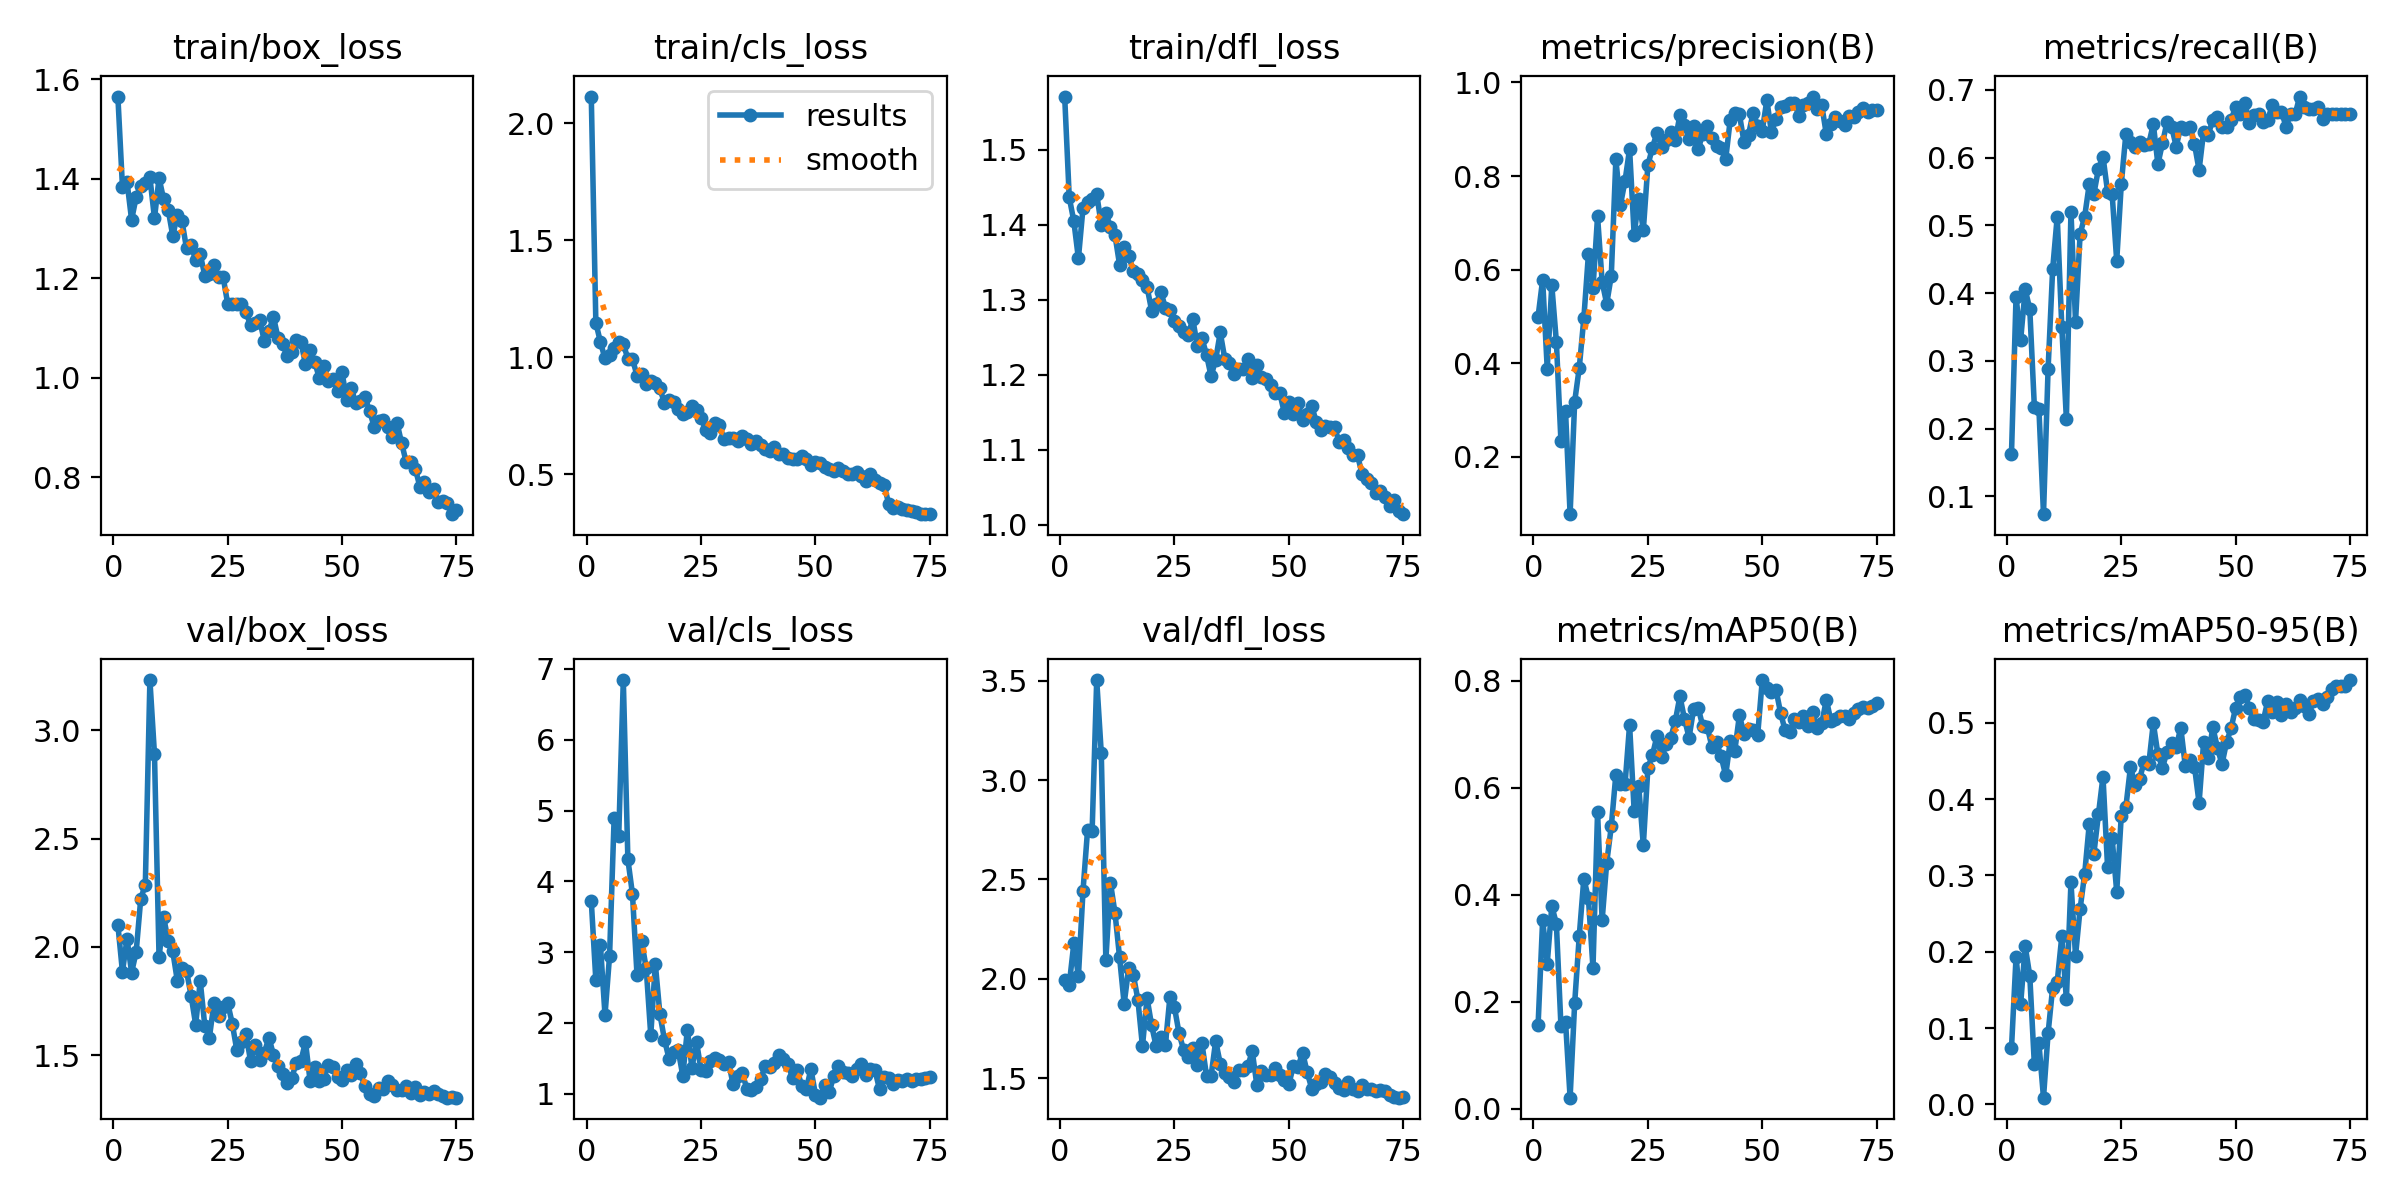 train/box_loss
1.6
1.4
1.2
1.0
0.8
0 25 50 75
train/cls_loss
results
smooth
2.0
1.5
1.0
0.5
0 25 50 75
train/dfl_loss
1.5
1.4
1.3
1.2
1.1
1.0
0 25 50 75
metrics/precision(B)
1.0
0.8
0.6
0.4
0.2
0 25 50 75
metrics/recall(B)
0.7
0.6
0.5
0.4
0.3
0.2
0.1
0 25 50 75
val/box_loss
3.0
2.5
2.0
1.5
0 25 50 75
val/cls_loss
7
6
5
4
3
2
1
0 25 50 75
val/dfl_loss
3.5
3.0
2.5
2.0
1.5
0 25 50 75
metrics/mAP50(B)
0.8
0.6
0.4
0.2
0.0
0 25 50 75
metrics/mAP50-95(B)
0.5
0.4
0.3
0.2
0.1
0.0
0 25 50 75